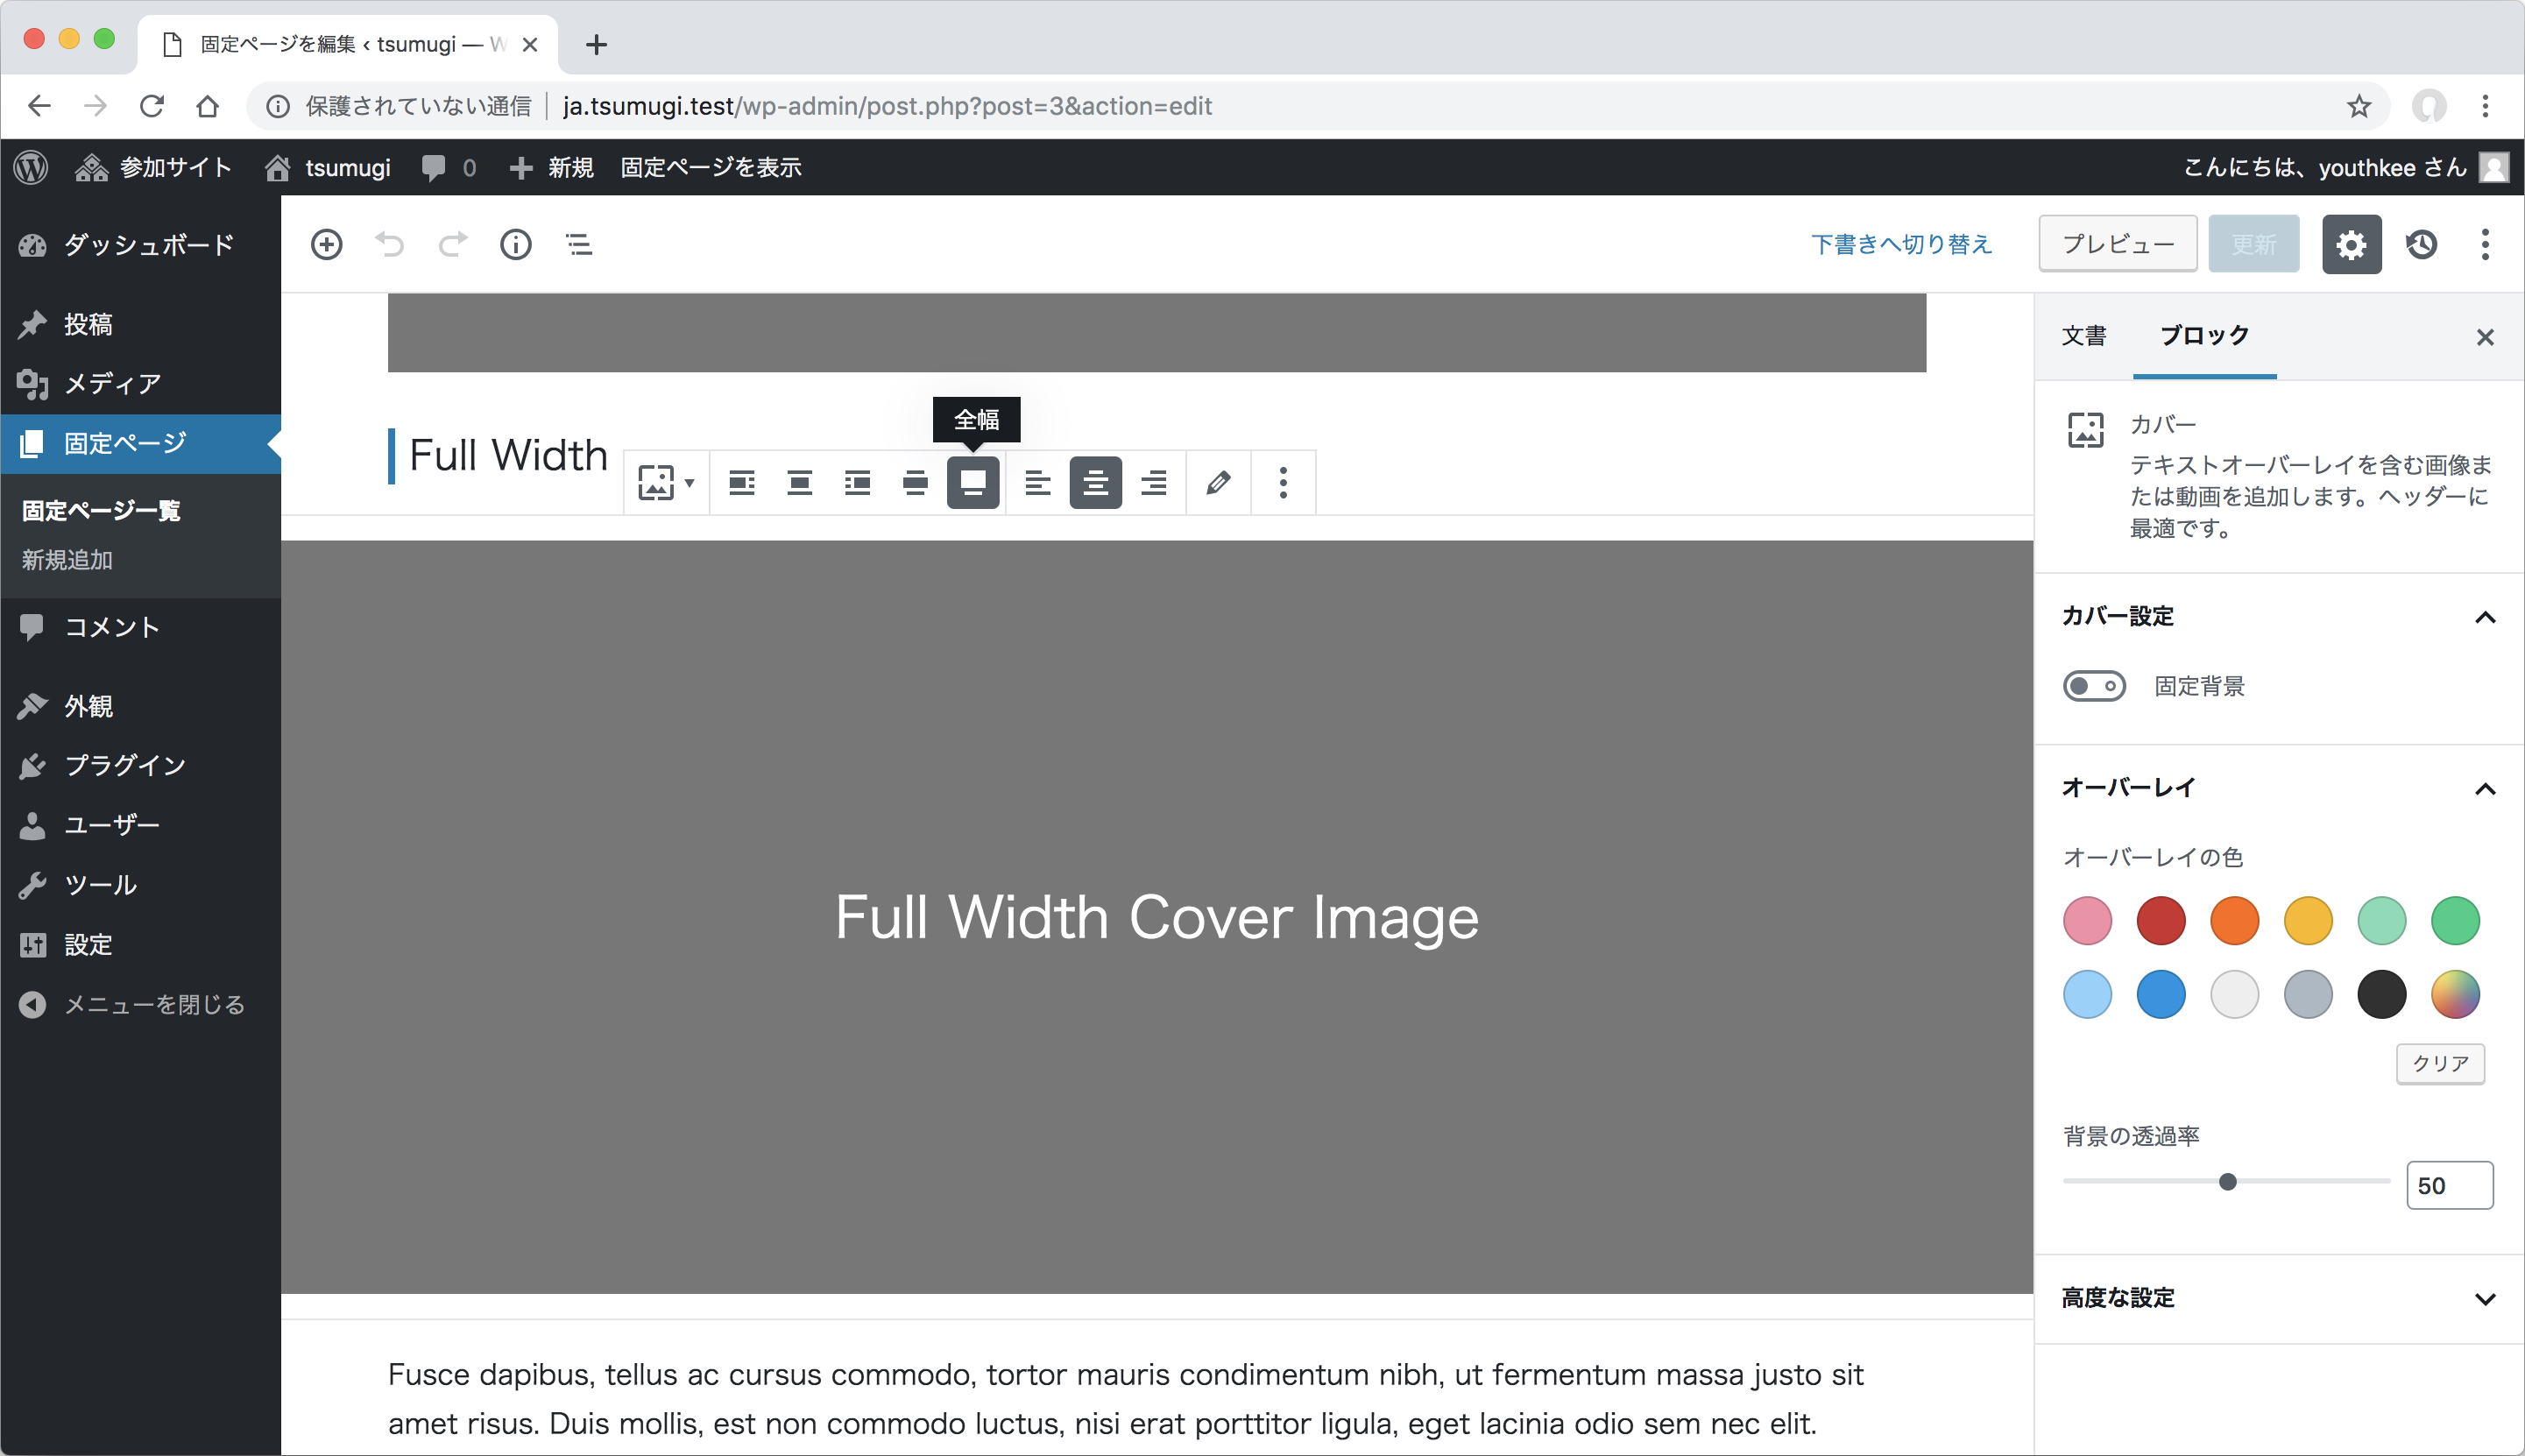 固定ページを編集 ‹ tsumugi — W
保護されていない通信 ja.tsumugi.test/wp-admin/post.php?post=3&action=edit
参加サイト tsumugi 0 新規 固定ページを表示 こんにちは、youthkee さん
ダッシュボード
投稿
メディア
固定ページ
固定ページ一覧
新規追加
コメント
外観
プラグイン
ユーザー
ツール
設定
メニューを閉じる
下書きへ切り替え プレビュー 更新
全幅
Full Width
Full Width Cover Image
Fusce dapibus, tellus ac cursus commodo, tortor mauris condimentum nibh, ut fermentum massa justo sit
amet risus. Duis mollis, est non commodo luctus, nisi erat porttitor ligula, eget lacinia odio sem nec elit.
文書 ブロック
カバー
テキストオーバーレイを含む画像ま
たは動画を追加します。ヘッダーに
最適です。
カバー設定
固定背景
オーバーレイ
オーバーレイの色
クリア
背景の透過率
50
高度な設定